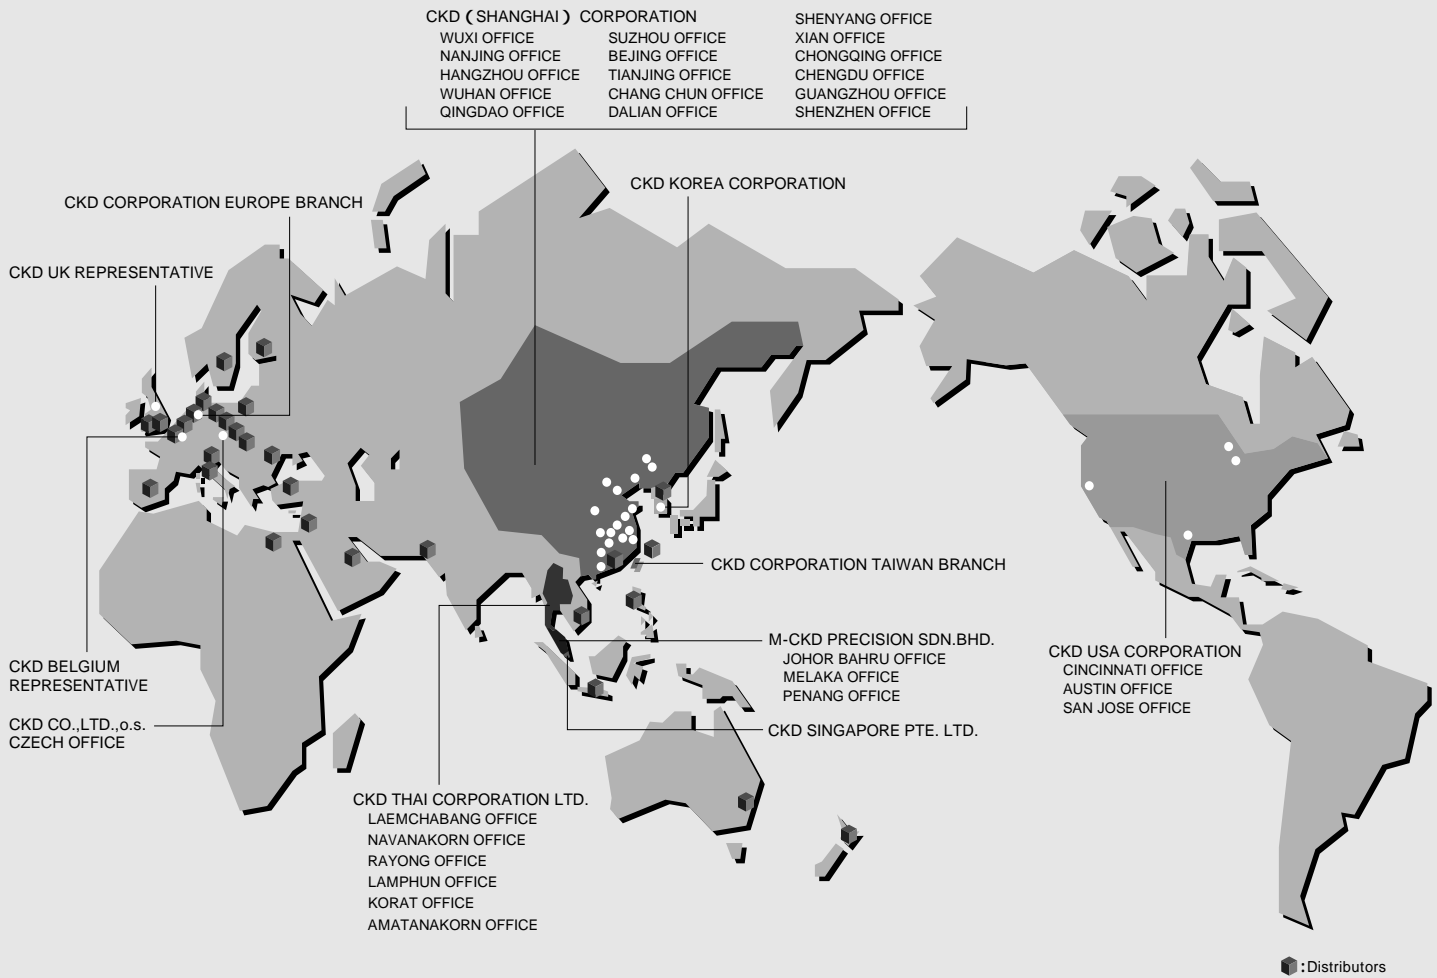 CKD (SHANGHAI) CORPORATION
WUXI OFFICE
NANJING OFFICE
HANGZHOU OFFICE
WUHAN OFFICE
QINGDAO OFFICE
SUZHOU OFFICE
BEJING OFFICE
TIANJING OFFICE
CHANG CHUN OFFICE
DALIAN OFFICE
SHENYANG OFFICE
XIAN OFFICE
CHONGQING OFFICE
CHENGDU OFFICE
GUANGZHOU OFFICE
SHENZHEN OFFICE
CKD KOREA CORPORATION
CKD CORPORATION EUROPE BRANCH
CKD UK REPRESENTATIVE
CKD CORPORATION TAIWAN BRANCH
M-CKD PRECISION SDN.BHD.
JOHOR BAHRU OFFICE
MELAKA OFFICE
PENANG OFFICE
CKD USA CORPORATION
CINCINNATI OFFICE
AUSTIN OFFICE
SAN JOSE OFFICE
CKD BELGIUM
REPRESENTATIVE
CKD CO.,LTD.,o.s.
CZECH OFFICE
CKD SINGAPORE PTE. LTD.
CKD THAI CORPORATION LTD.
LAEMCHABANG OFFICE
NAVANAKORN OFFICE
RAYONG OFFICE
LAMPHUN OFFICE
KORAT OFFICE
AMATANAKORN OFFICE
:Distributors